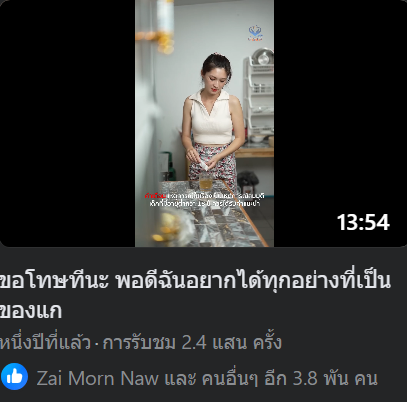 13:54
ขอโทษทีนะ พอดีฉันอยากได้ทุกอย่างที่เป็น
ของแก
หนึ่งปีที่แล้ว · การรับชม 2.4 แสน ครั้ง
Zai Morn Naw และ คนอื่นๆ อีก 3.8 พัน คน